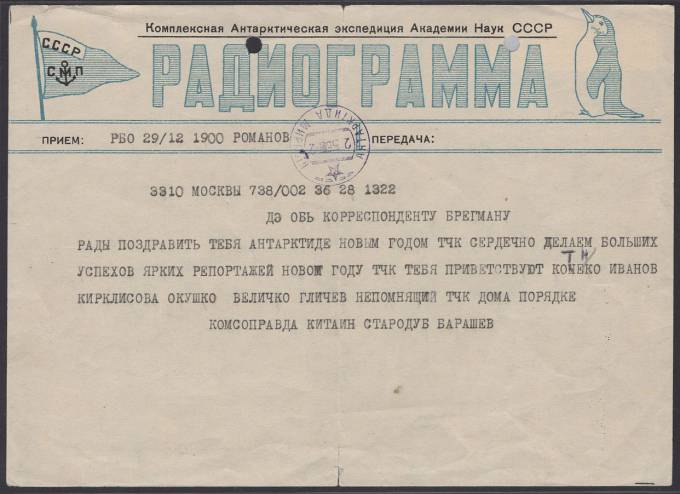 Комплексная Антарктическая экспедиция Академии Наук СССР
СССР
СМП
РАДИОГРАММА
ПРИЕМ: РБО 29/12 1900 РОМАНОВ ПЕРЕДАЧА:
АНТАРКТИДА
3310 МОСКВЫ 738/002 36 28 1322
ДЭ ОБЬ КОРРЕСПОНДЕНТУ БРЕГМАНУ
РАДЫ ПОЗДРАВИТЬ ТЕБЯ АНТАРКТИДЕ НОВЫМ ГОДОМ ТЧК СЕРДЕЧНО ДЕЛАЕМ БОЛЬШИХ
УСПЕХОВ ЯРКИХ РЕПОРТАЖЕЙ НОВОМ ГОДУ ТЧК ТЕБЯ ПРИВЕТСТВУЮТ КОМЕКО ИВАНОВ
КИРКЛИСОВА ОКУШКО ВЕЛИЧКО ГЛИЧЕВ НЕПОМНЯЩИЙ ТЧК ДОМА ПОРЯДКЕ
КОМСОПРАВДА КИТАИН СТАРОДУБ БАРАШЕВ